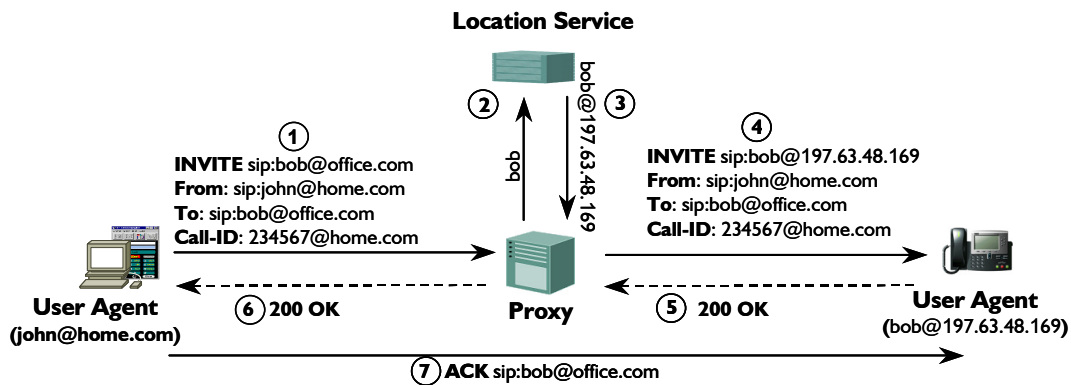 Location Service
2
3
bob
bob@197.63.48.169
1
INVITE sip:bob@office.com
From: sip:john@home.com
To: sip:bob@office.com
Call-ID: 234567@home.com
4
INVITE sip:bob@197.63.48.169
From: sip:john@home.com
To: sip:bob@office.com
Call-ID: 234567@home.com
User Agent
(john@home.com)
6 200 OK
Proxy
5 200 OK
User Agent
(bob@197.63.48.169)
7 ACK sip:bob@office.com